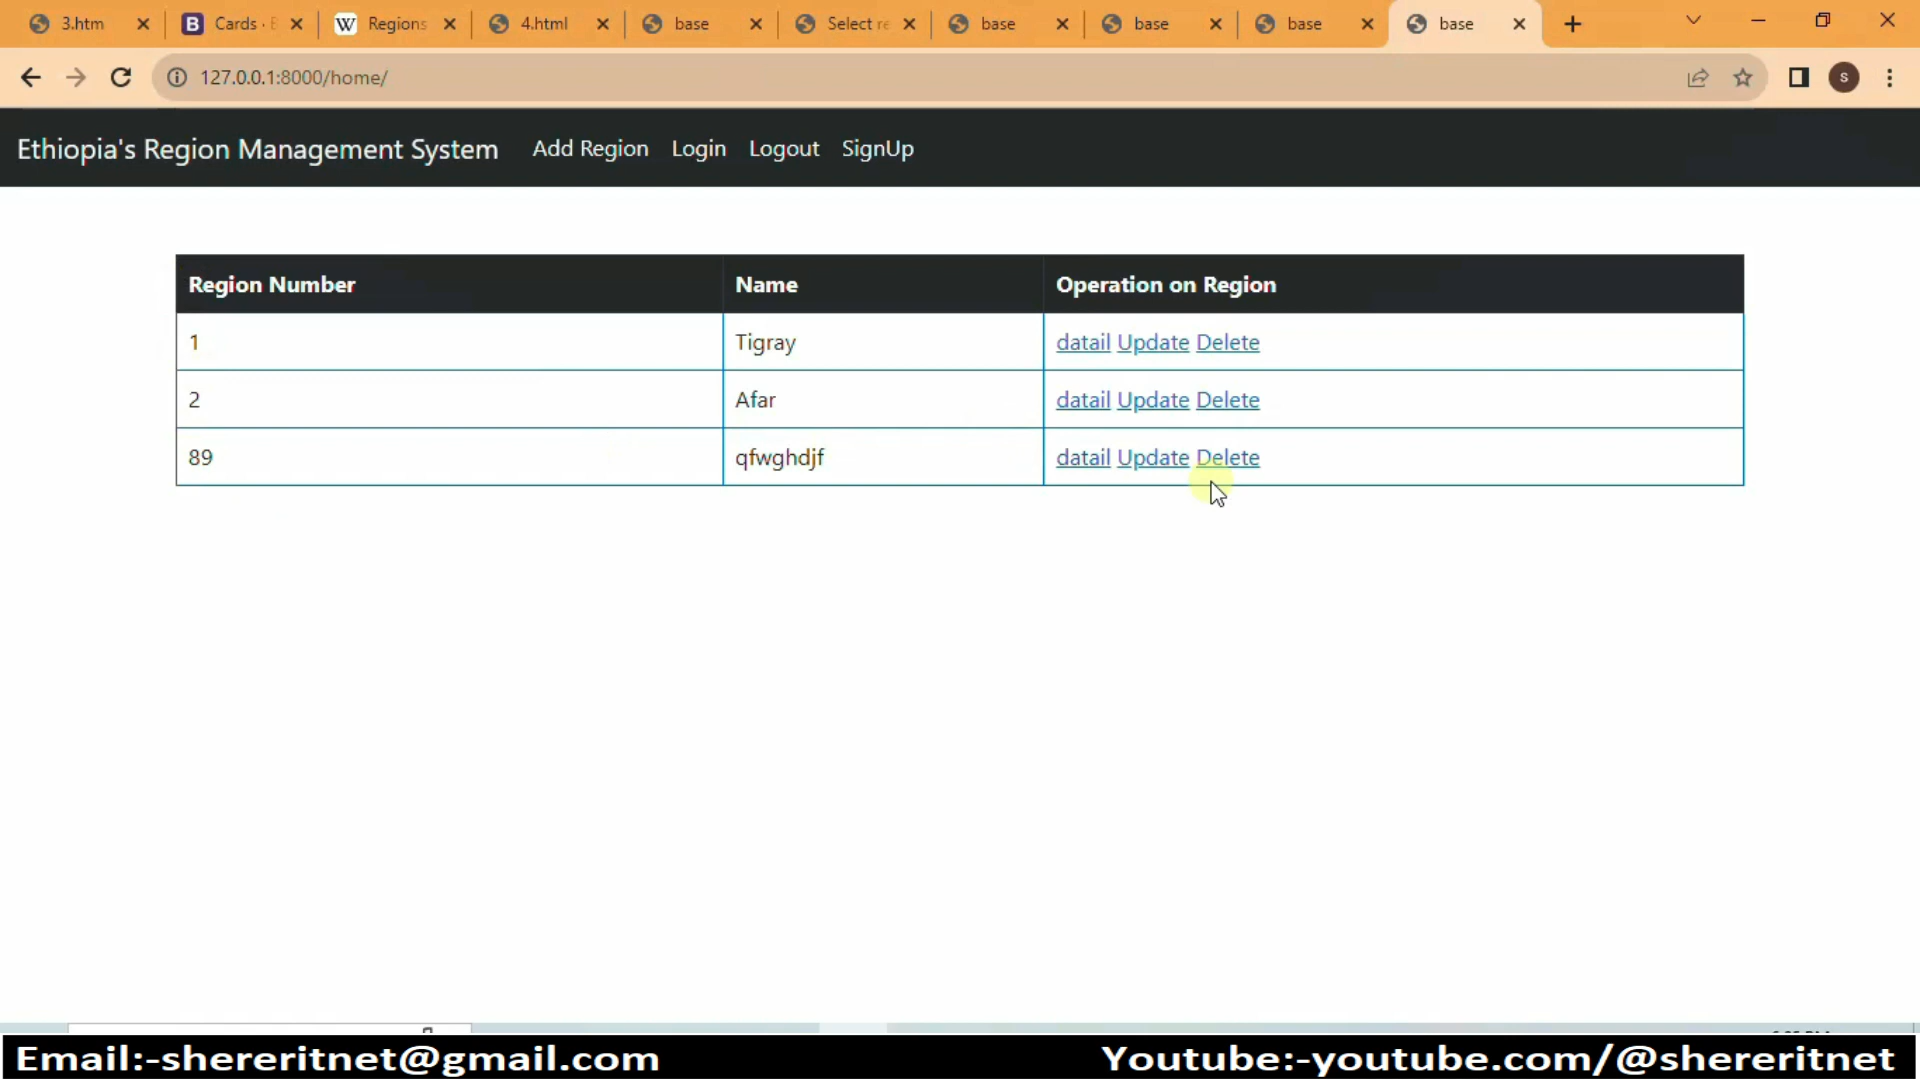 3.htm
B Cards · B
W Regions
4.html
base
Select re
base
base
base
base
127.0.0.1:8000/home/
s
Ethiopia's Region Management System Add Region Login Logout SignUp
Region Number Name Operation on Region
1 Tigray datail Update Delete
2 Afar datail Update Delete
89 qfwghdjf datail Update Delete
Email:-shereritnet@gmail.com
Youtube:-youtube.com/@shereritnet